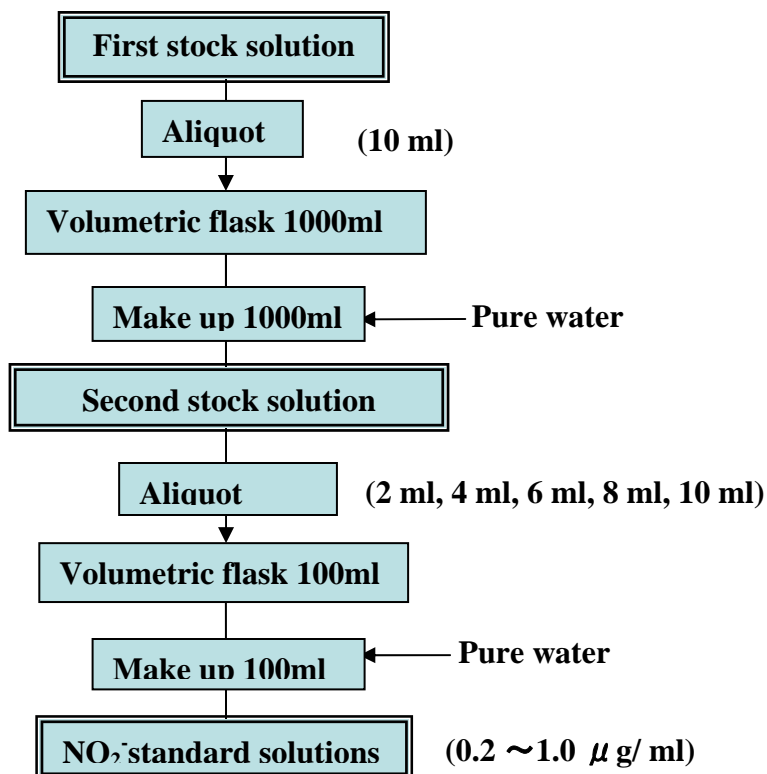 First stock solution
Aliquot
(10 ml)
Volumetric flask 1000ml
Make up 1000ml
Pure water
Second stock solution
Aliquot
(2 ml, 4 ml, 6 ml, 8 ml, 10 ml)
Volumetric flask 100ml
Make up 100ml
Pure water
NO₂⁻standard solutions
(0.2 ～1.0 μg/ ml)